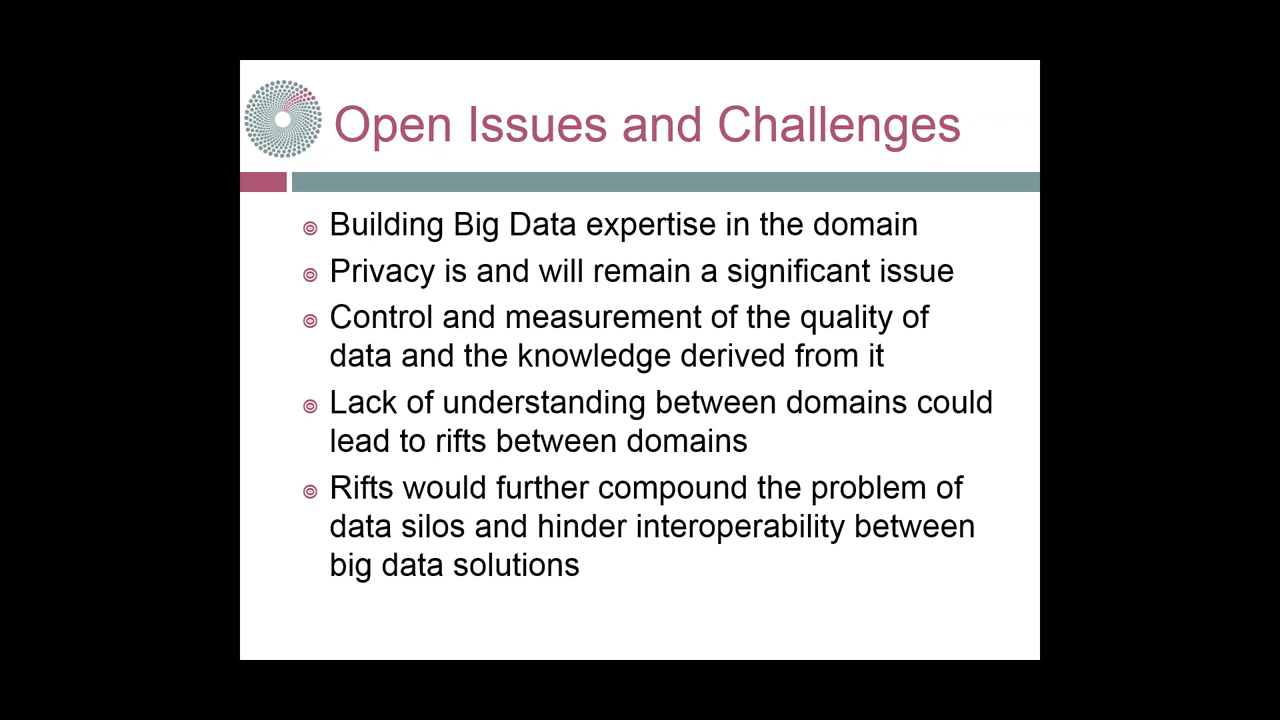 Open Issues and Challenges
Building Big Data expertise in the domain
Privacy is and will remain a significant issue
Control and measurement of the quality of
data and the knowledge derived from it
Lack of understanding between domains could
lead to rifts between domains
Rifts would further compound the problem of
data silos and hinder interoperability between
big data solutions